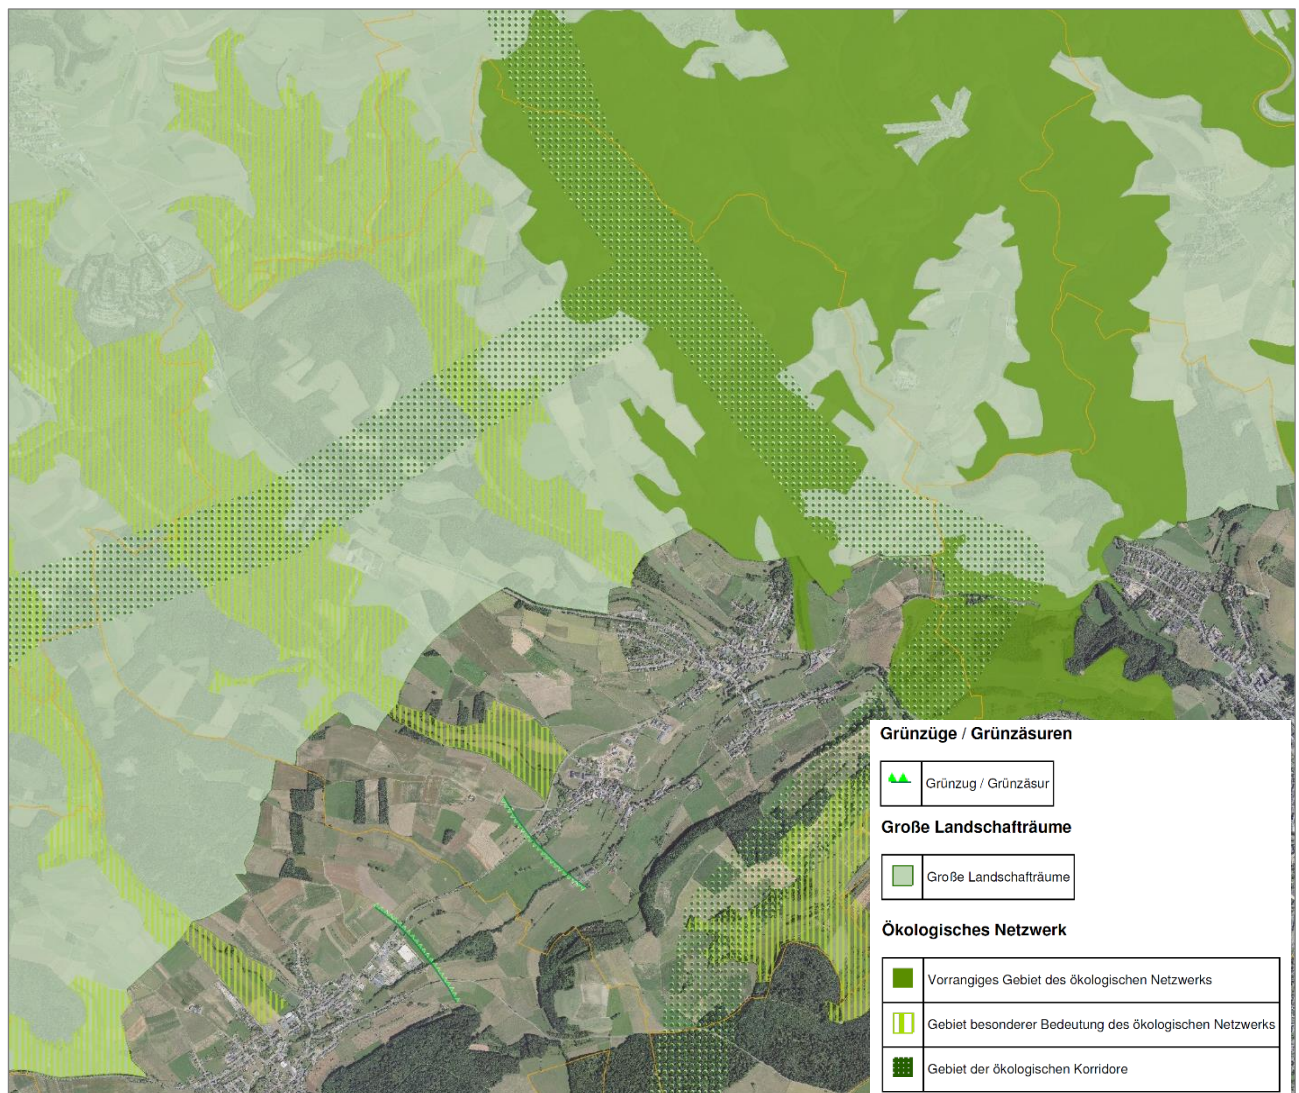 Grünzüge / Grünzäsuren
Grünzug / Grünzäsur
Große Landschafträume
Große Landschafträume
Ökologisches Netzwerk
Vorrangiges Gebiet des ökologischen Netzwerks
Gebiet besonderer Bedeutung des ökologischen Netzwerks
Gebiet der ökologischen Korridore